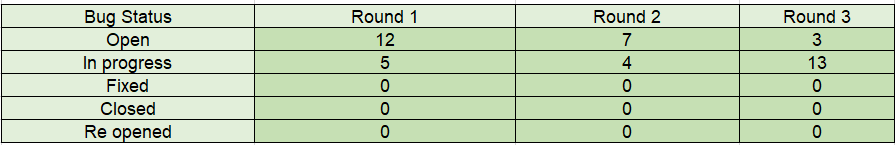 Bug Status Round 1 Round 2 Round 3
Open 12 7 3
In progress 5 4 13
Fixed 0 0 0
Closed 0 0 0
Re opened 0 0 0